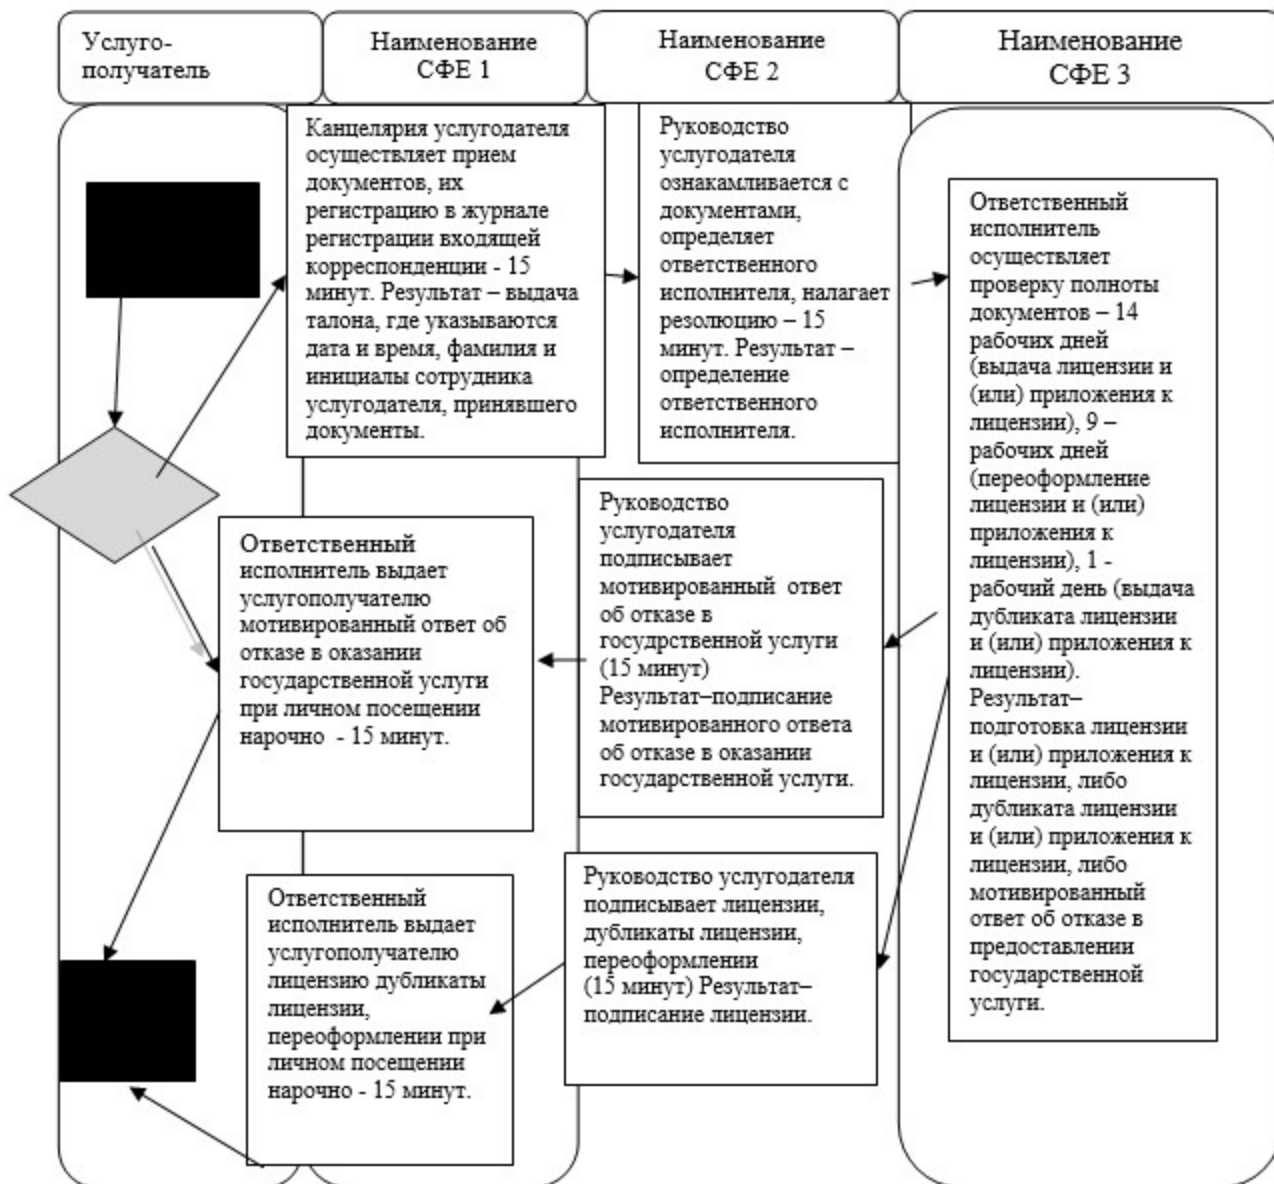 Услуго-
получатель
Наименование
СФЕ 1
Наименование
СФЕ 2
Наименование
СФЕ 3
Канцелярия услугодателя
осуществляет прием
документов, их
регистрацию в журнале
регистрации входящей
корреспонденции - 15
минут. Результат – выдача
талона, где указываются
дата и время, фамилия и
инициалы сотрудника
услугодателя, принявшего
документы.
Руководство
услугодателя
ознакамливается с
документами,
определяет
ответственного
исполнителя, налагает
резолюцию – 15
минут. Результат –
определение
ответственного
исполнителя.
Ответственный
исполнитель
осуществляет
проверку полноты
документов – 14
рабочих дней
(выдача лицензии и
(или) приложения к
лицензии), 9 –
рабочих дней
(переоформление
лицензии и (или)
приложения к
лицензии), 1 -
рабочий день (выдача
дубликата лицензии
и (или) приложения к
лицензии).
Результат–
подготовка лицензии
и (или) приложения к
лицензии, либо
дубликата лицензии
и (или) приложения к
лицензии, либо
мотивированный
ответ об отказе в
предоставлении
государственной
услуги.
Руководство
услугодателя
подписывает
мотивированный ответ
об отказе в
госудрственной услуги
(15 минут)
Результат–подписание
мотивированного ответа
об отказе в оказании
государственной услуги.
Ответственный
исполнитель выдает
услугополучателю
мотивированный ответ об
отказе в оказании
государственной услуги
при личном посещении
нарочно - 15 минут.
Руководство услугодателя
подписывает лицензии,
дубликаты лицензии,
переоформлении
(15 минут) Результат–
подписание лицензии.
Ответственный
исполнитель выдает
услугополучателю
лицензию дубликаты
лицензии,
переоформлении при
личном посещении
нарочно - 15 минут.